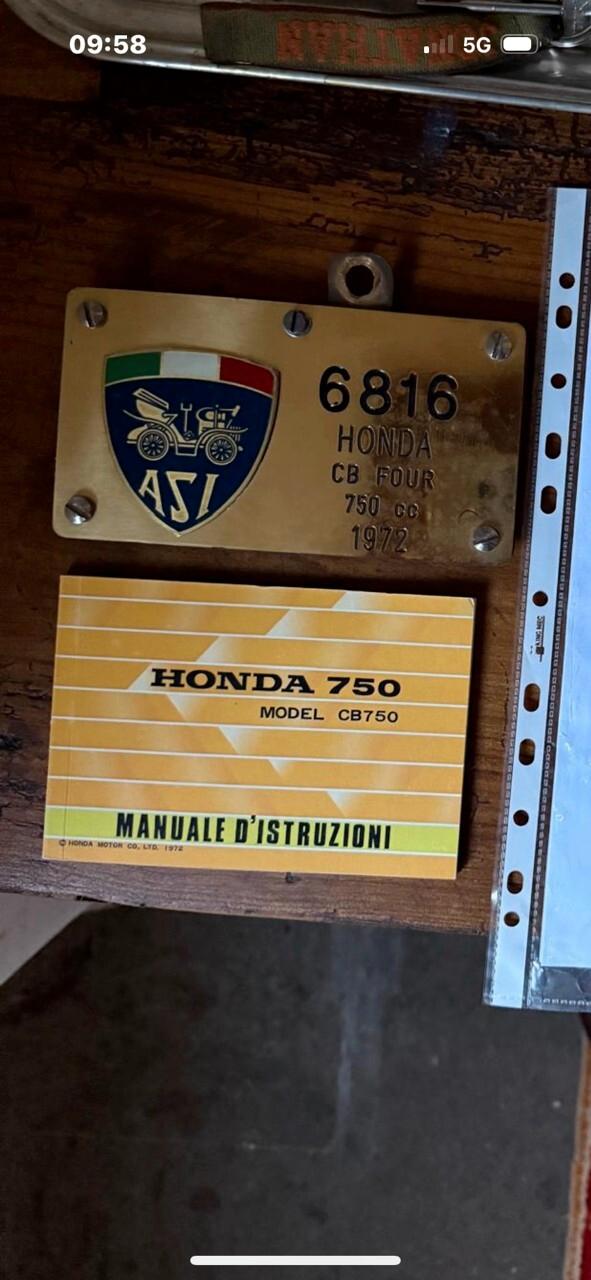 09:58
5G
JONATHAN
ASI
6816
HONDA
CB FOUR
750 cc
1972
HONDA 750
MODEL CB750
MANUALE D'ISTRUZIONI
© HONDA MOTOR CO., LTD. 1972